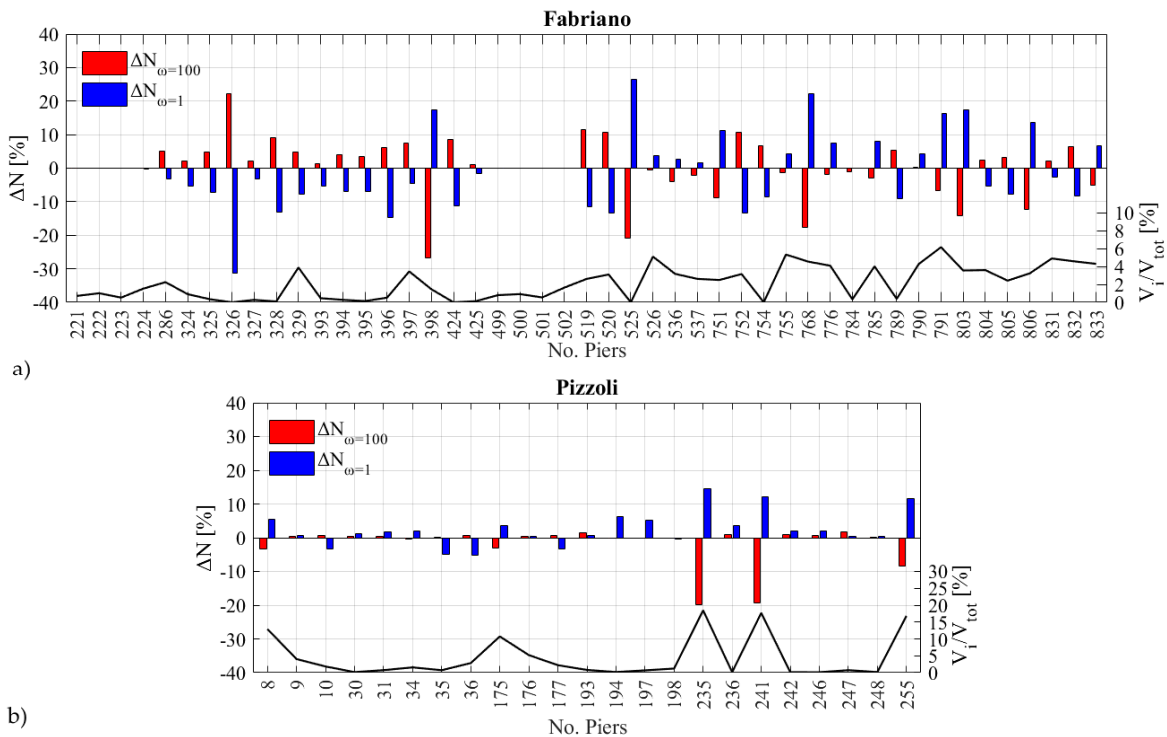 a)
Fabriano
ΔN_ω=100
ΔN_ω=1
ΔN [%]
40
30
20
10
0
-10
-20
-30
-40
10
8
6
4
2
0
V_i/V_tot [%]
221 222 223 224 286 324 325 326 327 328 329 393 394 395 396 397 398 424 425 499 500 501 502 519 520 525 526 536 537 751 752 754 755 768 776 784 785 789 790 791 803 804 805 806 831 832 833
No. Piers
b)
Pizzoli
ΔN_ω=100
ΔN_ω=1
ΔN [%]
40
30
20
10
0
-10
-20
-30
-40
30
25
20
15
10
5
0
V_i/V_tot [%]
8 9 10 30 31 34 35 36 175 176 177 193 194 197 198 235 236 241 242 246 247 248 255
No. Piers